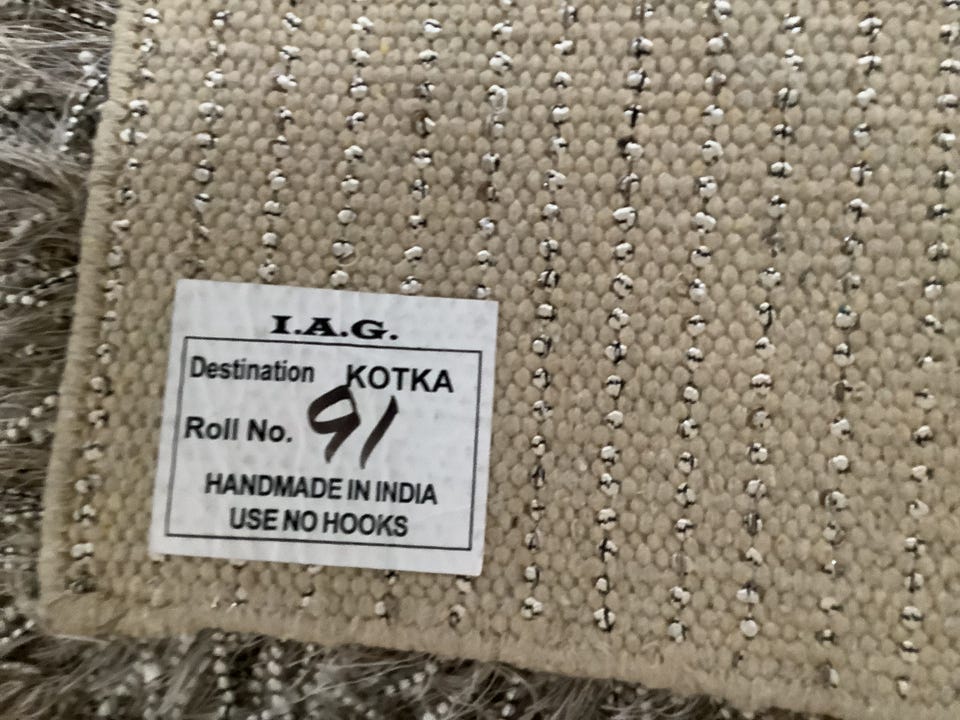 I.A.G.
Destination KOTKA
Roll No. 91
HANDMADE IN INDIA
USE NO HOOKS